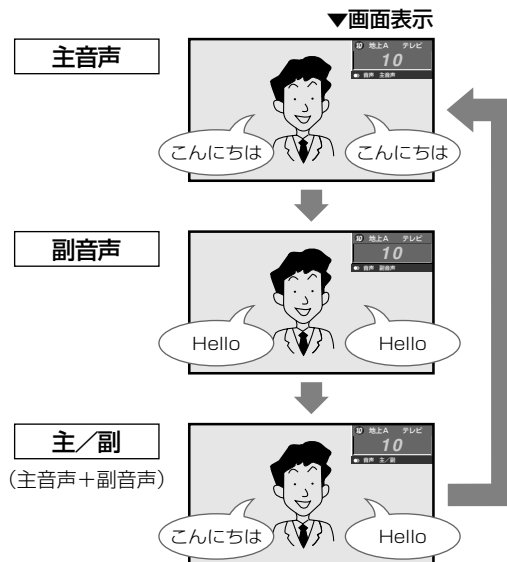 ▼画面表示
主音声
10 地上A テレビ
10
音声 主音声
こんにちは
こんにちは
副音声
10 地上A テレビ
10
音声 副音声
Hello
Hello
主／副
(主音声＋副音声)
10 地上A テレビ
10
音声 主／副
こんにちは
Hello